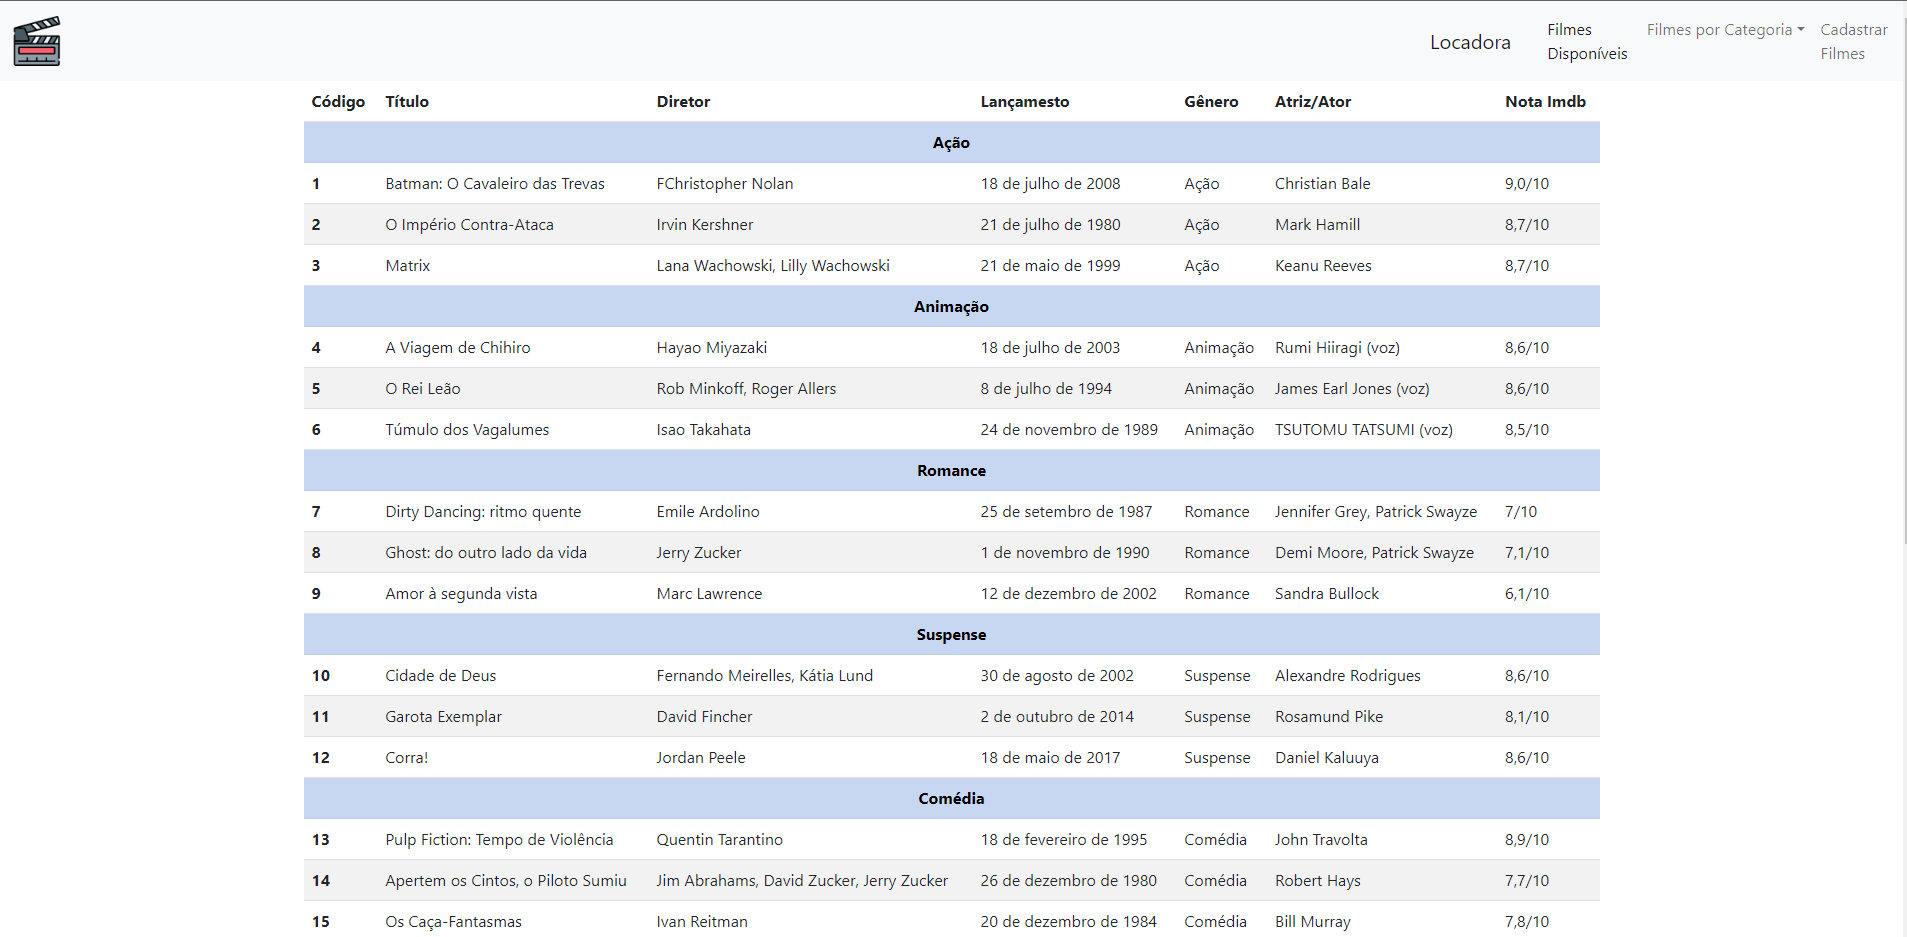 Locadora
Filmes Disponíveis
Filmes por Categoria
Cadastrar Filmes
Código Título Diretor Lançamesto Gênero Atriz/Ator Nota Imdb
Ação
1 Batman: O Cavaleiro das Trevas FChristopher Nolan 18 de julho de 2008 Ação Christian Bale 9,0/10
2 O Império Contra-Ataca Irvin Kershner 21 de julho de 1980 Ação Mark Hamill 8,7/10
3 Matrix Lana Wachowski, Lilly Wachowski 21 de maio de 1999 Ação Keanu Reeves 8,7/10
Animação
4 A Viagem de Chihiro Hayao Miyazaki 18 de julho de 2003 Animação Rumi Hiiragi (voz) 8,6/10
5 O Rei Leão Rob Minkoff, Roger Allers 8 de julho de 1994 Animação James Earl Jones (voz) 8,6/10
6 Túmulo dos Vagalumes Isao Takahata 24 de novembro de 1989 Animação TSUTOMU TATSUMI (voz) 8,5/10
Romance
7 Dirty Dancing: ritmo quente Emile Ardolino 25 de setembro de 1987 Romance Jennifer Grey, Patrick Swayze 7/10
8 Ghost: do outro lado da vida Jerry Zucker 1 de novembro de 1990 Romance Demi Moore, Patrick Swayze 7,1/10
9 Amor à segunda vista Marc Lawrence 12 de dezembro de 2002 Romance Sandra Bullock 6,1/10
Suspense
10 Cidade de Deus Fernando Meirelles, Kátia Lund 30 de agosto de 2002 Suspense Alexandre Rodrigues 8,6/10
11 Garota Exemplar David Fincher 2 de outubro de 2014 Suspense Rosamund Pike 8,1/10
12 Corra! Jordan Peele 18 de maio de 2017 Suspense Daniel Kaluuya 8,6/10
Comédia
13 Pulp Fiction: Tempo de Violência Quentin Tarantino 18 de fevereiro de 1995 Comédia John Travolta 8,9/10
14 Apertem os Cintos, o Piloto Sumiu Jim Abrahams, David Zucker, Jerry Zucker 26 de dezembro de 1980 Comédia Robert Hays 7,7/10
15 Os Caça-Fantasmas Ivan Reitman 20 de dezembro de 1984 Comédia Bill Murray 7,8/10